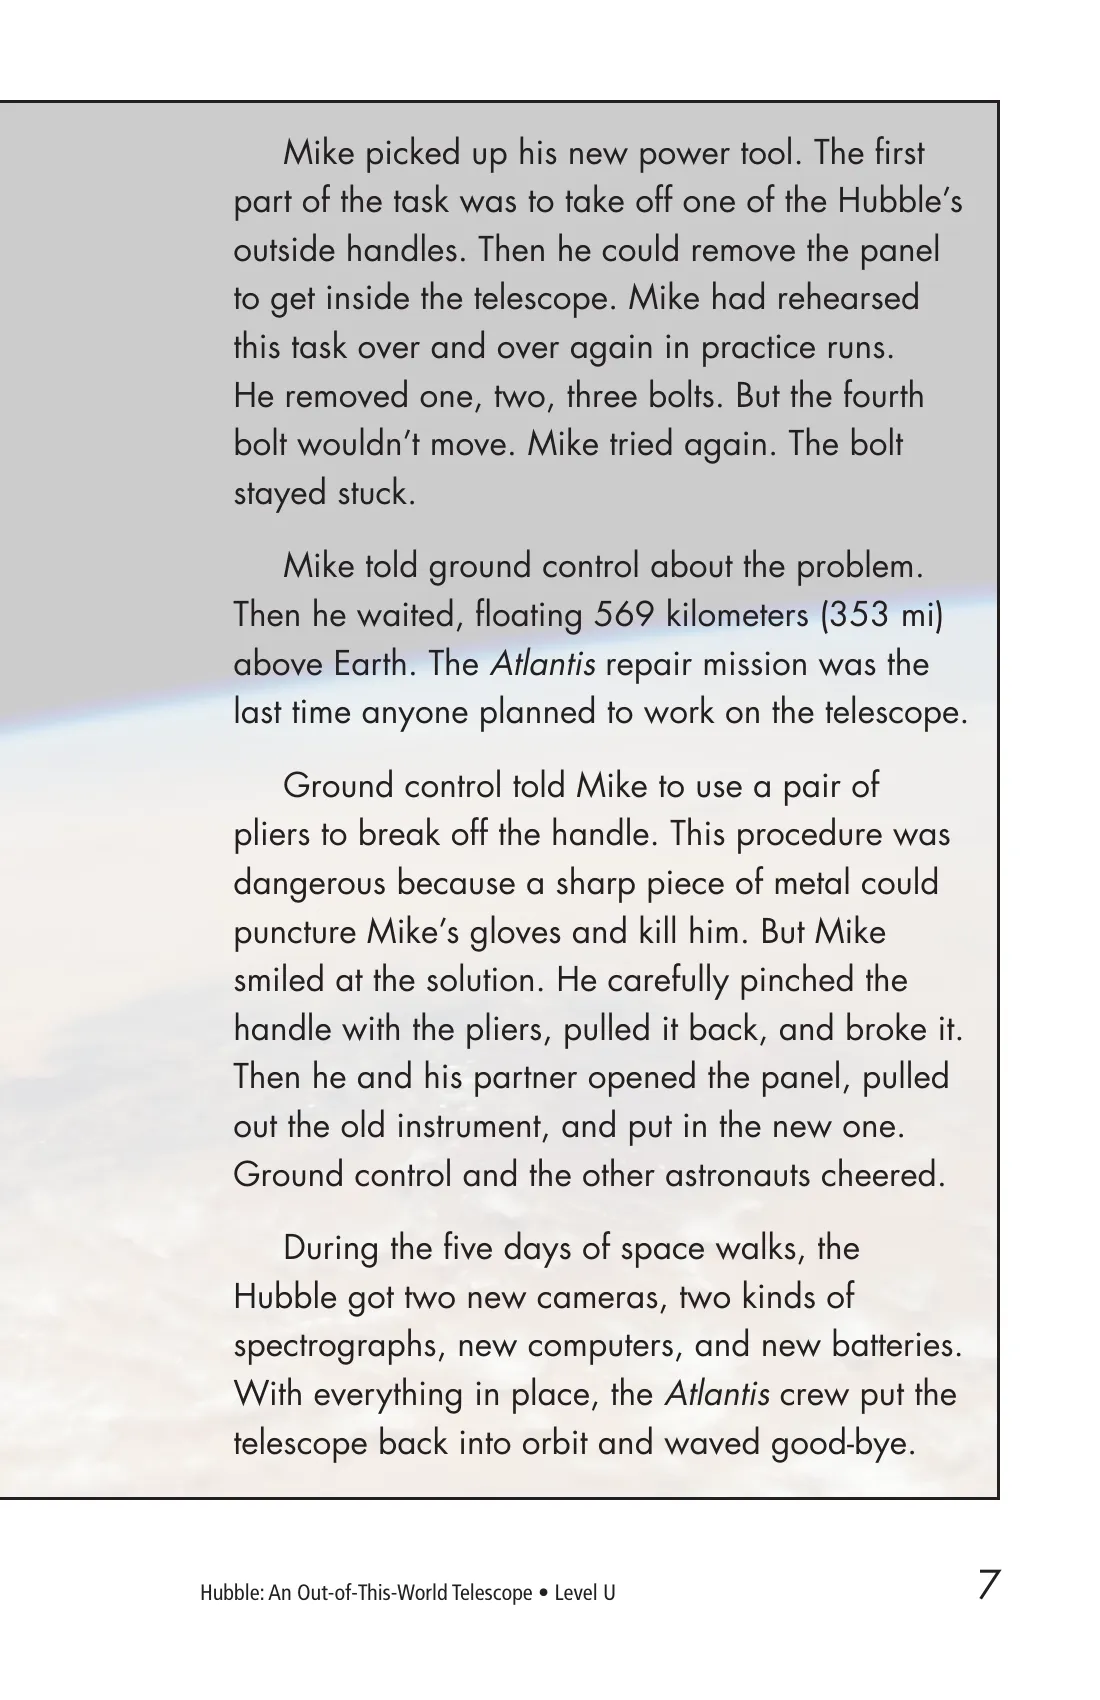 Mike picked up his new power tool. The first
part of the task was to take off one of the Hubble’s
outside handles. Then he could remove the panel
to get inside the telescope. Mike had rehearsed
this task over and over again in practice runs.
He removed one, two, three bolts. But the fourth
bolt wouldn’t move. Mike tried again. The bolt
stayed stuck.
Mike told ground control about the problem.
Then he waited, floating 569 kilometers (353 mi)
above Earth. The Atlantis repair mission was the
last time anyone planned to work on the telescope.
Ground control told Mike to use a pair of
pliers to break off the handle. This procedure was
dangerous because a sharp piece of metal could
puncture Mike’s gloves and kill him. But Mike
smiled at the solution. He carefully pinched the
handle with the pliers, pulled it back, and broke it.
Then he and his partner opened the panel, pulled
out the old instrument, and put in the new one.
Ground control and the other astronauts cheered.
During the five days of space walks, the
Hubble got two new cameras, two kinds of
spectrographs, new computers, and new batteries.
With everything in place, the Atlantis crew put the
telescope back into orbit and waved good-bye.
Hubble: An Out-of-This-World Telescope • Level U
7